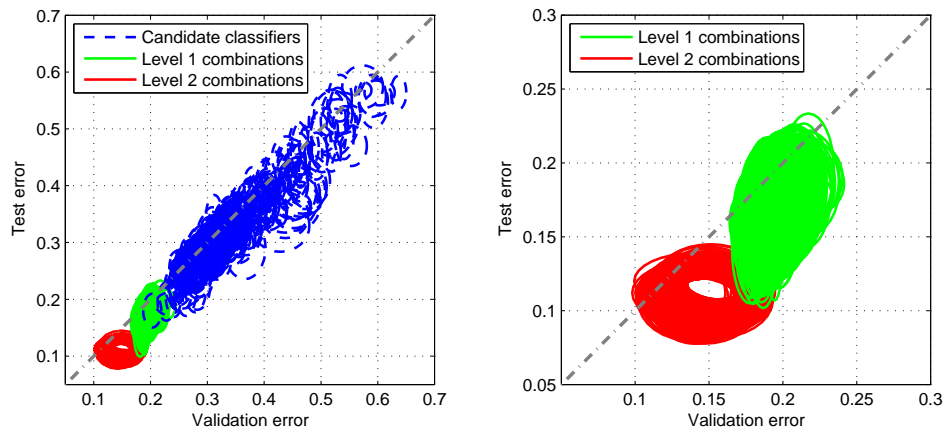 0.7
0.6
0.5
0.4
0.3
0.2
0.1
Test error
Candidate classifiers
Level 1 combinations
Level 2 combinations
0.1 0.2 0.3 0.4 0.5 0.6 0.7
Validation error
0.3
0.25
0.2
0.15
0.1
0.05
Test error
Level 1 combinations
Level 2 combinations
0.05 0.1 0.15 0.2 0.25 0.3
Validation error